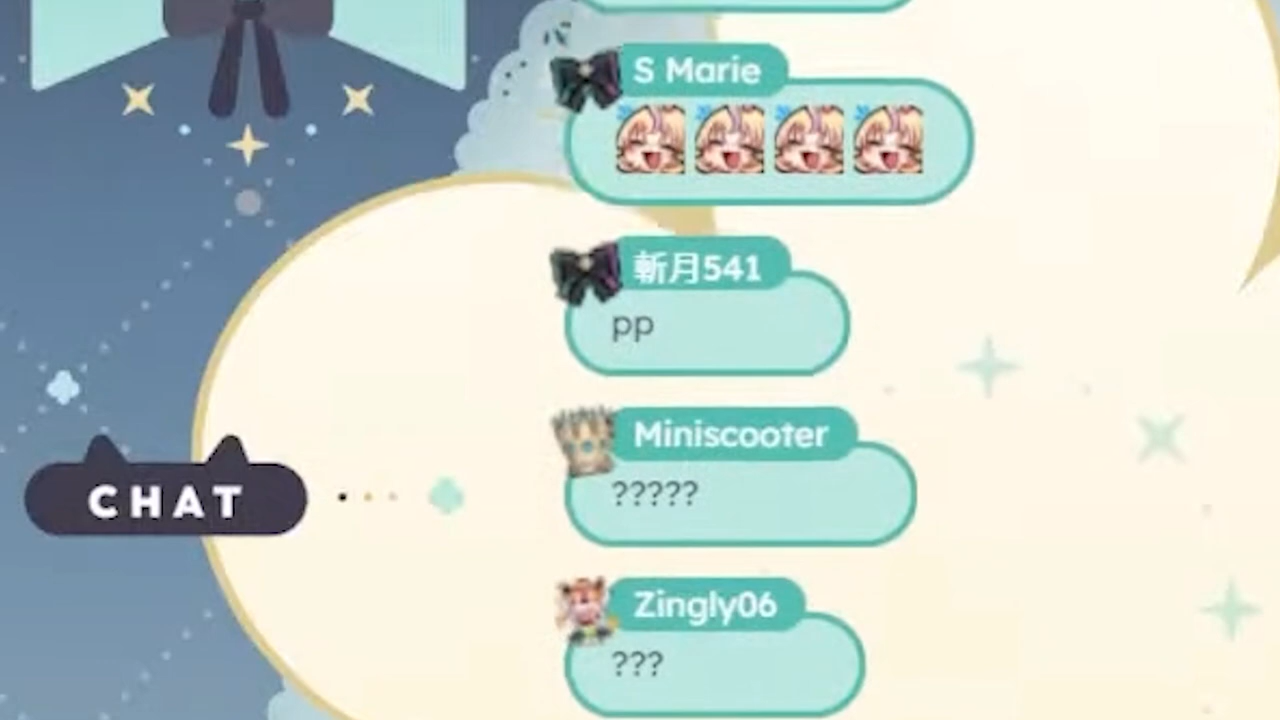 S Marie
斬月541
pp
Miniscooter
?????
CHAT
Zingly06
???